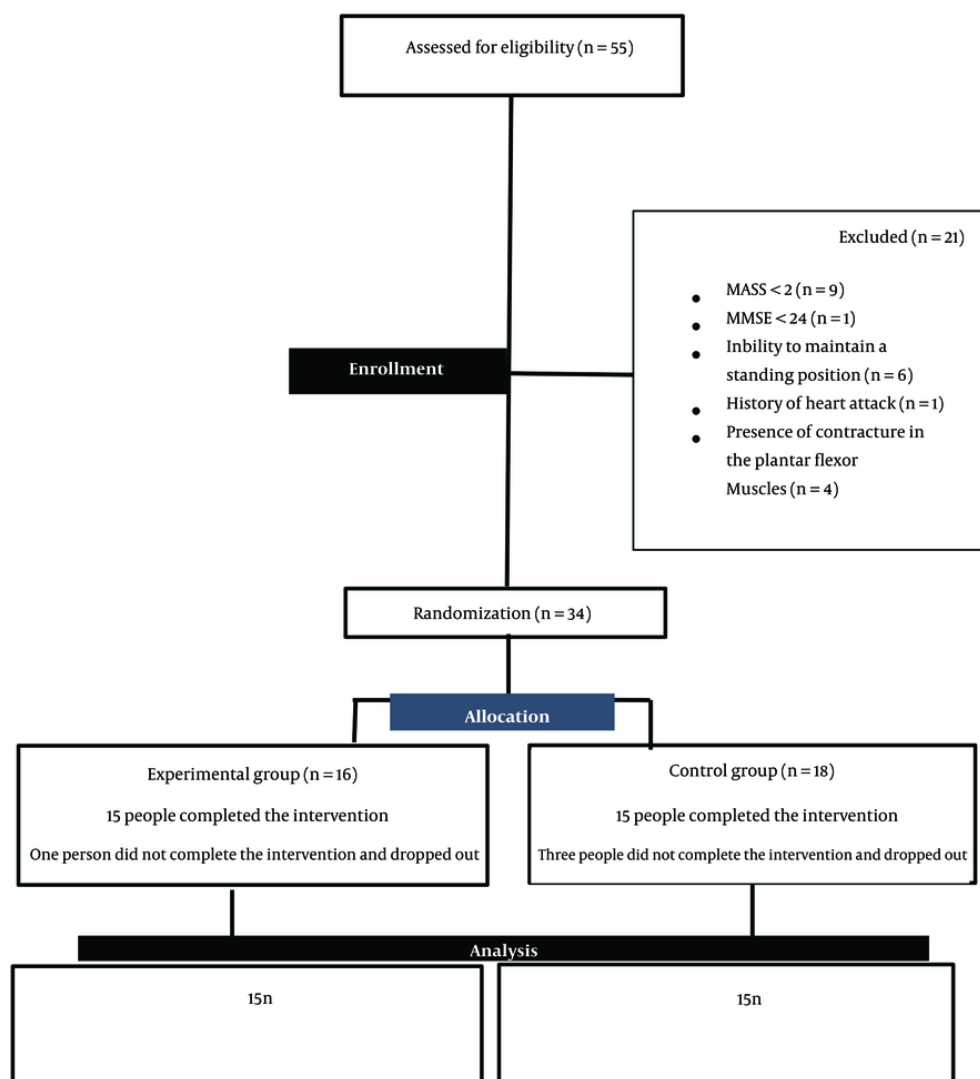 Assessed for eligibility (n = 55)
Excluded (n = 21)
• MASS < 2 (n = 9)
• MMSE < 24 (n = 1)
• Inbility to maintain a
standing position (n = 6)
• History of heart attack (n = 1)
• Presence of contracture in
the plantar flexor
Muscles (n = 4)
Enrollment
Randomization (n = 34)
Allocation
Experimental group (n = 16)
15 people completed the intervention
One person did not complete the intervention and dropped out
Control group (n = 18)
15 people completed the intervention
Three people did not complete the intervention and dropped out
Analysis
15n
15n